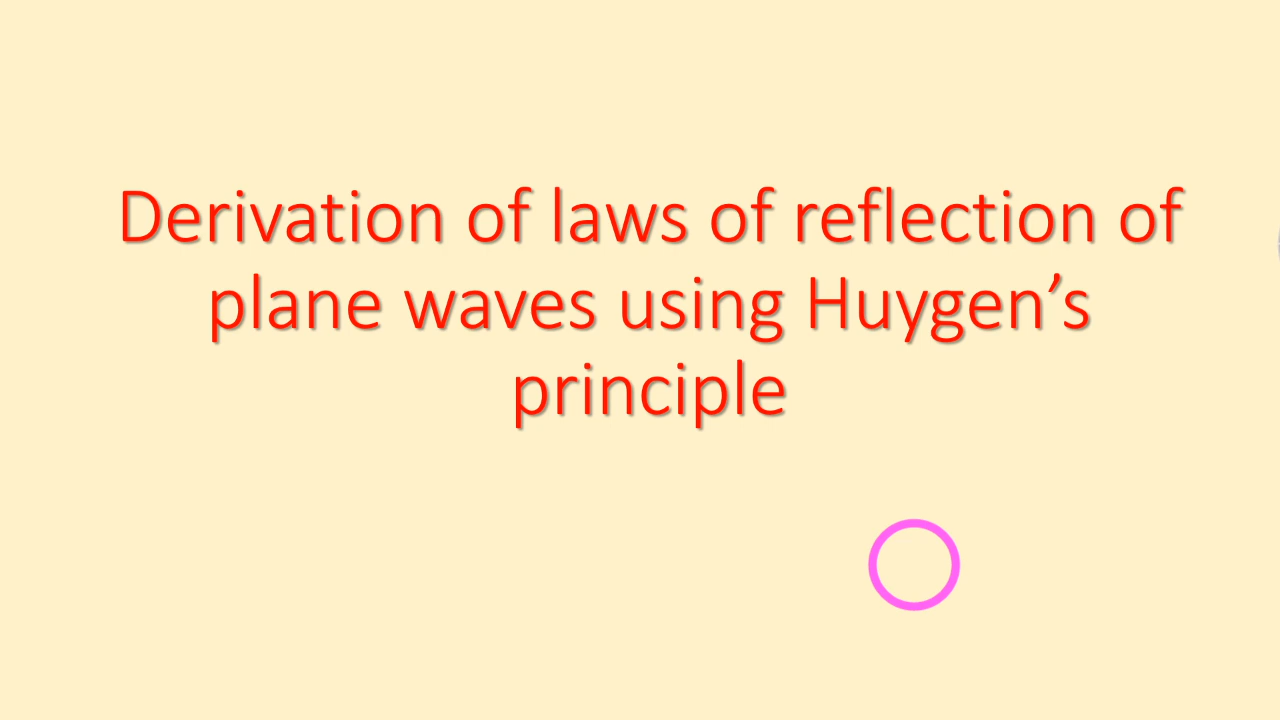 Derivation of laws of reflection of
plane waves using Huygen’s
principle